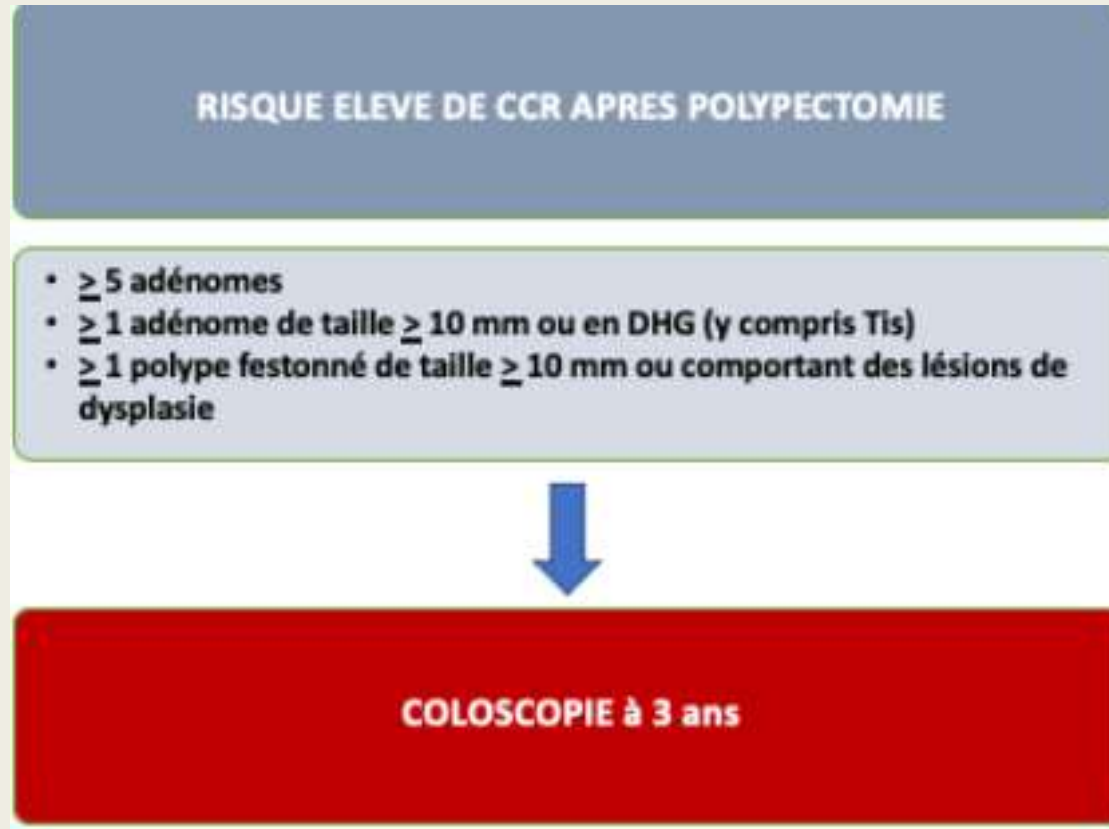 RISQUE ELEVE DE CCR APRES POLYPECTOMIE
• ≥ 5 adénomes
• ≥ 1 adénome de taille ≥ 10 mm ou en DHG (y compris Tis)
• ≥ 1 polype festonné de taille ≥ 10 mm ou comportant des lésions de
dysplasie
COLOSCOPIE à 3 ans